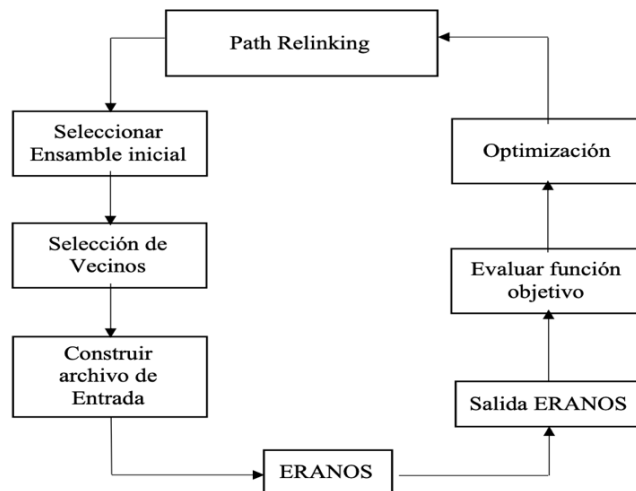 Path Relinking
Seleccionar
Ensamble inicial
Selección de
Vecinos
Construir
archivo de
Entrada
ERANOS
Salida ERANOS
Evaluar función
objetivo
Optimización